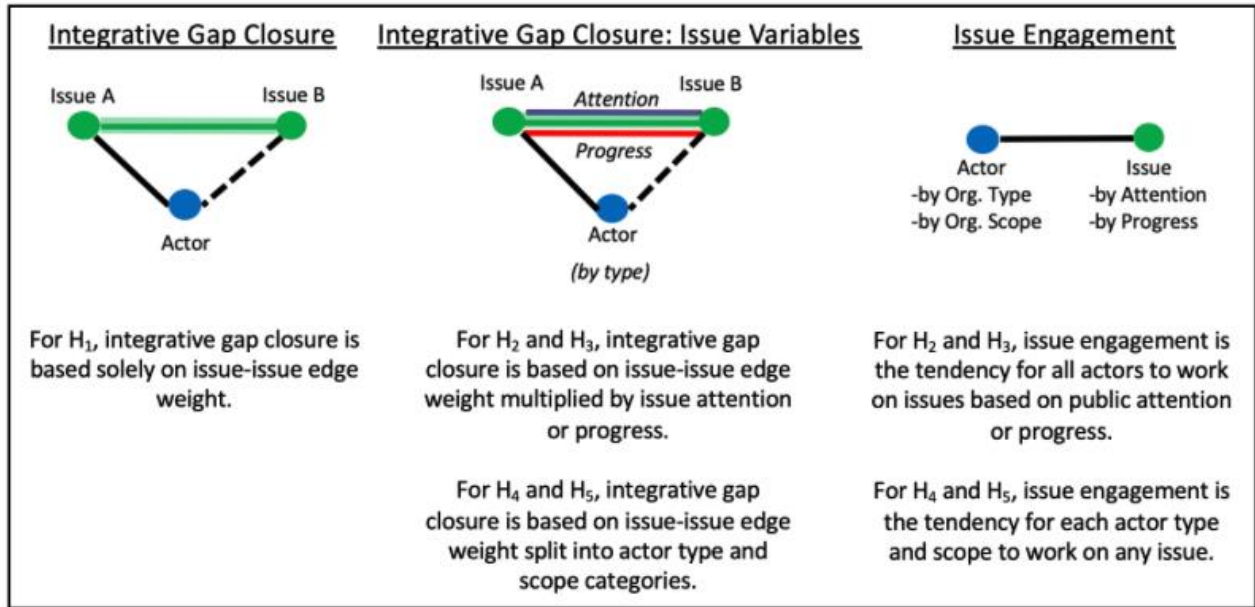 Integrative Gap Closure
Issue A
Issue B
Actor
For H₁, integrative gap closure is
based solely on issue-issue edge
weight.
Integrative Gap Closure: Issue Variables
Issue A
Issue B
Attention
Progress
Actor
(by type)
For H₂ and H₃, integrative gap
closure is based on issue-issue edge
weight multiplied by issue attention
or progress.
For H₄ and H₅, integrative gap
closure is based on issue-issue edge
weight split into actor type and
scope categories.
Issue Engagement
Actor
-by Org. Type
-by Org. Scope
Issue
-by Attention
-by Progress
For H₂ and H₃, issue engagement is
the tendency for all actors to work
on issues based on public attention
or progress.
For H₄ and H₅, issue engagement is
the tendency for each actor type
and scope to work on any issue.